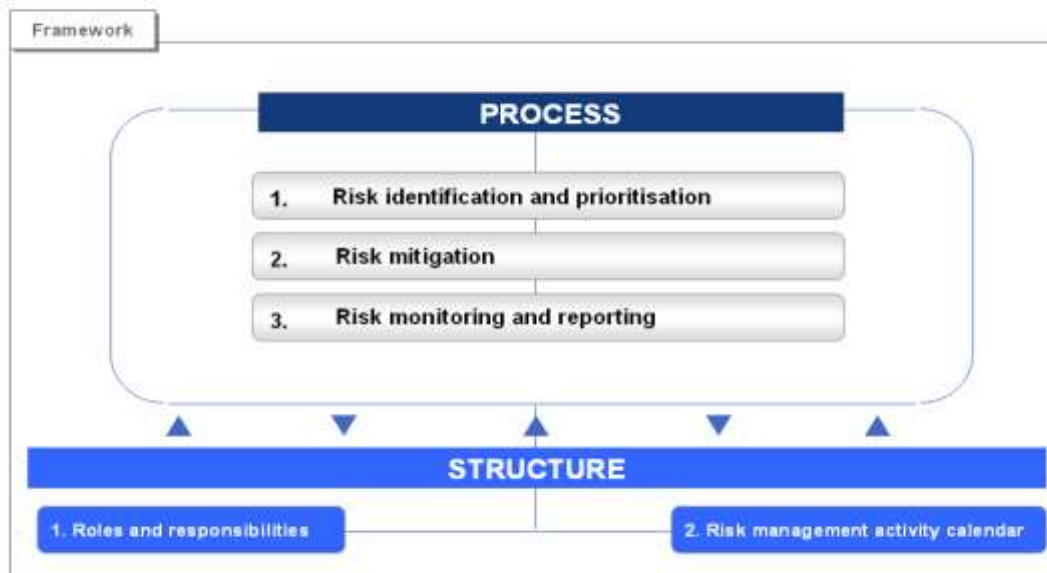 Framework
PROCESS
1. Risk identification and prioritisation
2. Risk mitigation
3. Risk monitoring and reporting
STRUCTURE
1. Roles and responsibilities
2. Risk management activity calendar